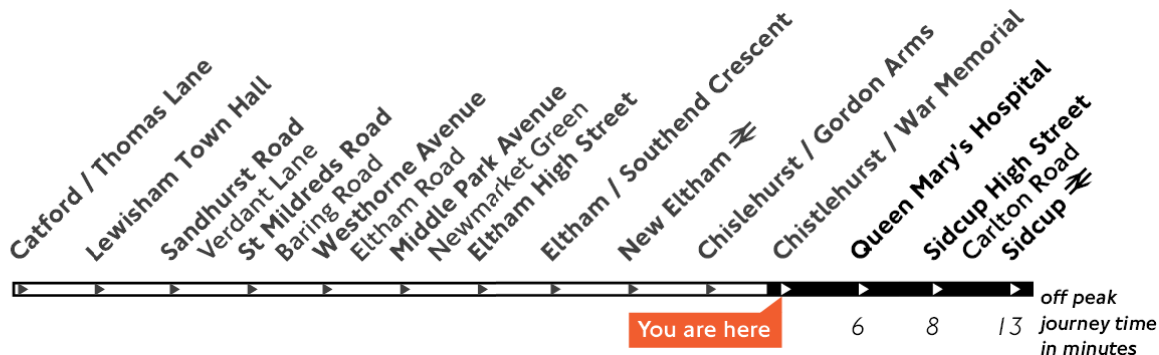 Catford / Thomas Lane
Lewisham Town Hall
Sandhurst Road
Verdant Lane
St Mildreds Road
Baring Road
Westhorne Avenue
Eltham Road
Middle Park Avenue
Newmarket Green
Eltham High Street
Eltham / Southend Crescent
New Eltham
Chislehurst / Gordon Arms
Chistlehurst / War Memorial
Queen Mary's Hospital
Sidcup High Street
Carlton Road
Sidcup
You are here
6 8 13
off peak
journey time
in minutes